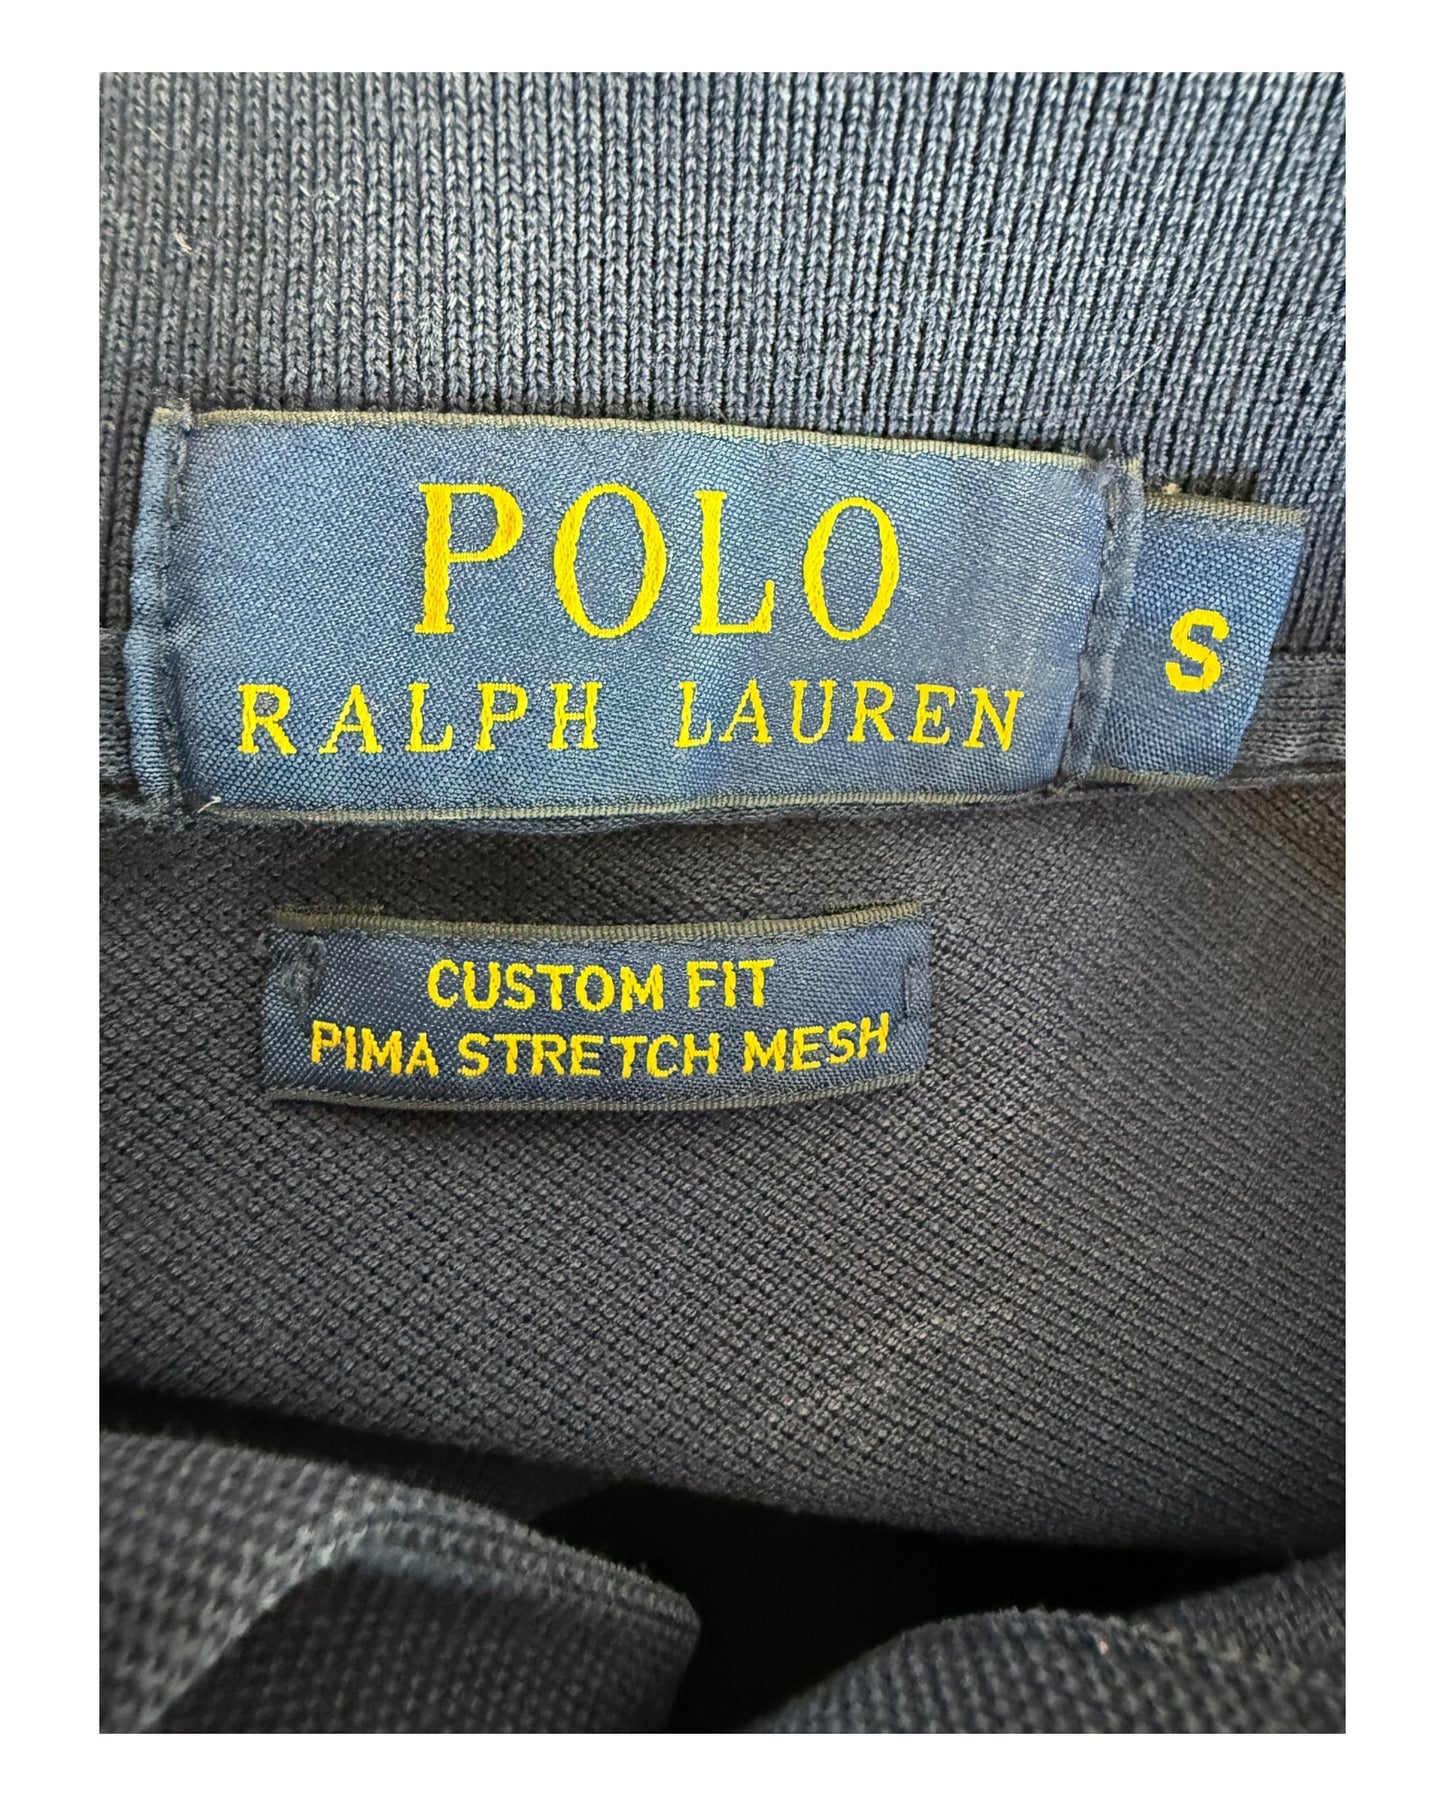 POLO
RALPH LAUREN
S
CUSTOM FIT
PIMA STRETCH MESH